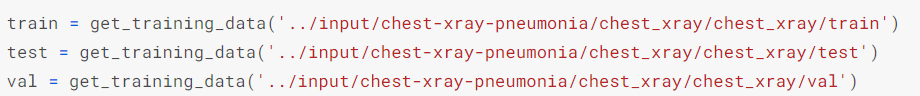 train = get_training_data('../input/chest-xray-pneumonia/chest_xray/chest_xray/train')
test = get_training_data('../input/chest-xray-pneumonia/chest_xray/chest_xray/test')
val = get_training_data('../input/chest-xray-pneumonia/chest_xray/chest_xray/val')